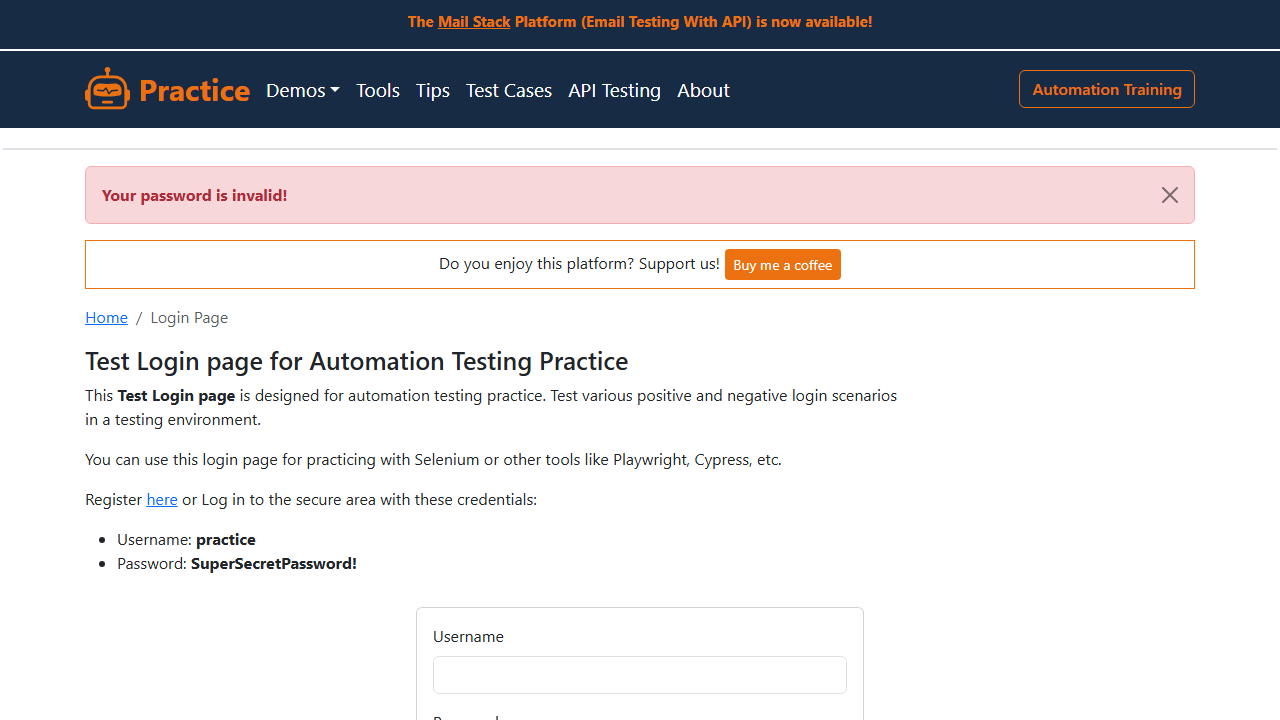 The Mail Stack Platform (Email Testing With API) is now available!
Practice Demos Tools Tips Test Cases API Testing About Automation Training
Your password is invalid!
Do you enjoy this platform? Support us! Buy me a coffee
Home / Login Page
Test Login page for Automation Testing Practice
This Test Login page is designed for automation testing practice. Test various positive and negative login scenarios
in a testing environment.
You can use this login page for practicing with Selenium or other tools like Playwright, Cypress, etc.
Register here or Log in to the secure area with these credentials:
Username: practice
Password: SuperSecretPassword!
Username